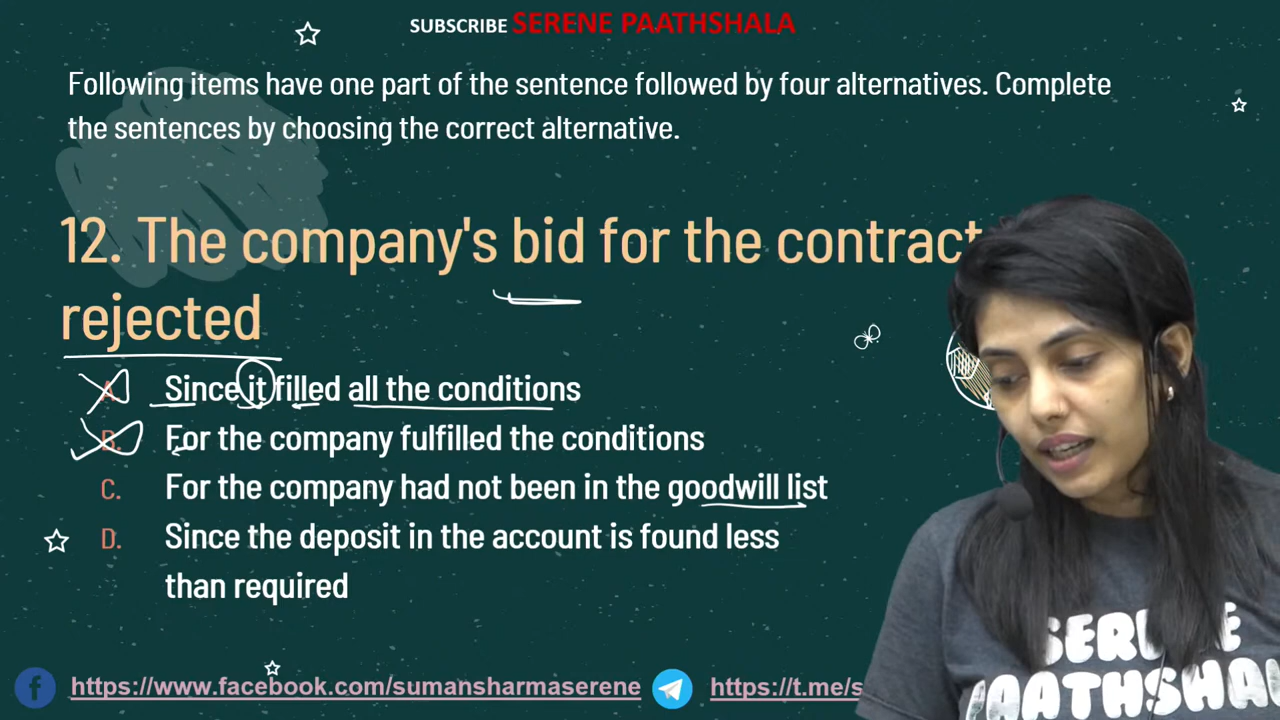 SUBSCRIBE SERENE PAATHSHALA
Following items have one part of the sentence followed by four alternatives. Complete
the sentences by choosing the correct alternative.
12. The company's bid for the contract
rejected
A. Since it filled all the conditions
B. For the company fulfilled the conditions
C. For the company had not been in the goodwill list
D. Since the deposit in the account is found less
than required
SERENE
PAATHSHALA
https://www.facebook.com/sumansharmaserene https://t.me/s